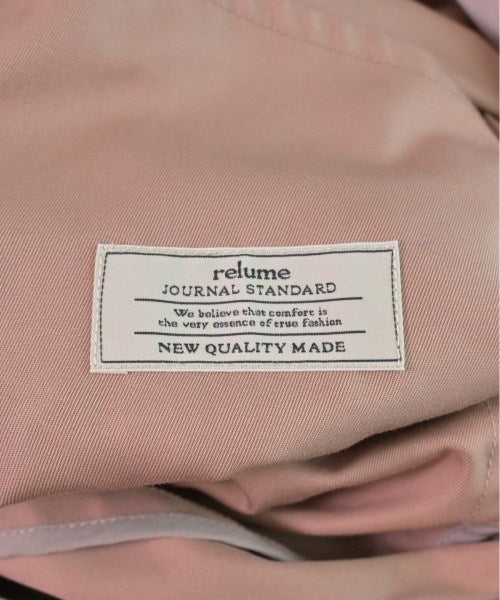 relume
JOURNAL STANDARD
We believe that comfort is
the very essence of true fashion
NEW QUALITY MADE